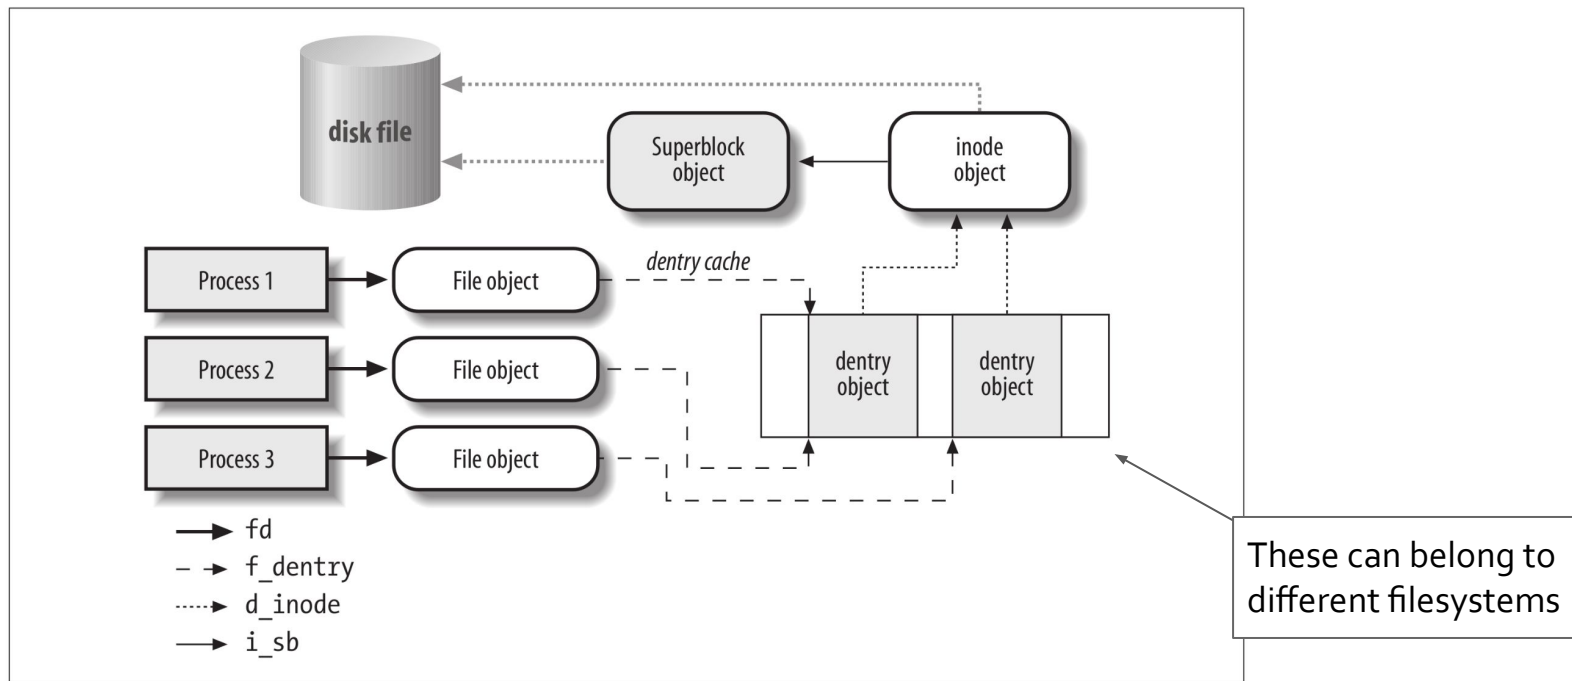 disk file
Superblock
object
inode
object
dentry cache
Process 1
File object
Process 2
File object
dentry
object
dentry
object
Process 3
File object
fd
f_dentry
d_inode
i_sb
These can belong to
different filesystems